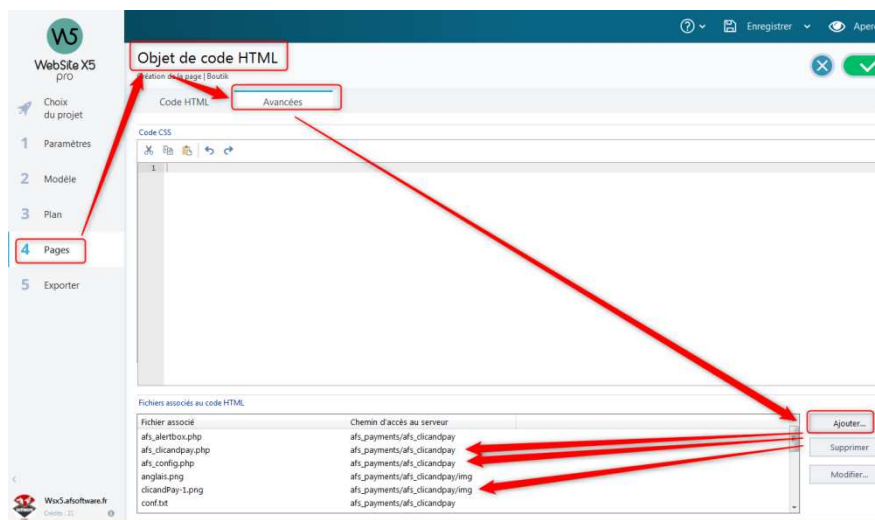 W5
WebSite X5
pro
Enregistrer
Aper
Objet de code HTML
Création de la page | Boutik
Choix
du projet
Code HTML
Avancées
Code CSS
1 Paramètres
1
2 Modèle
3 Plan
4 Pages
5 Exporter
Fichiers associés au code HTML
Fichier associé Chemin d'accès au serveur
Ajouter...
afs_alertbox.php afs_payments/afs_clicandpay
afs_clicandpay.php afs_payments/afs_clicandpay
Supprimer
afs_config.php afs_payments/afs_clicandpay
anglais.png afs_payments/afs_clicandpay/img
Modifier...
clicandPay-1.png afs_payments/afs_clicandpay/img
conf.txt afs_payments/afs_clicandpay
Wsx5.afsoftware.fr